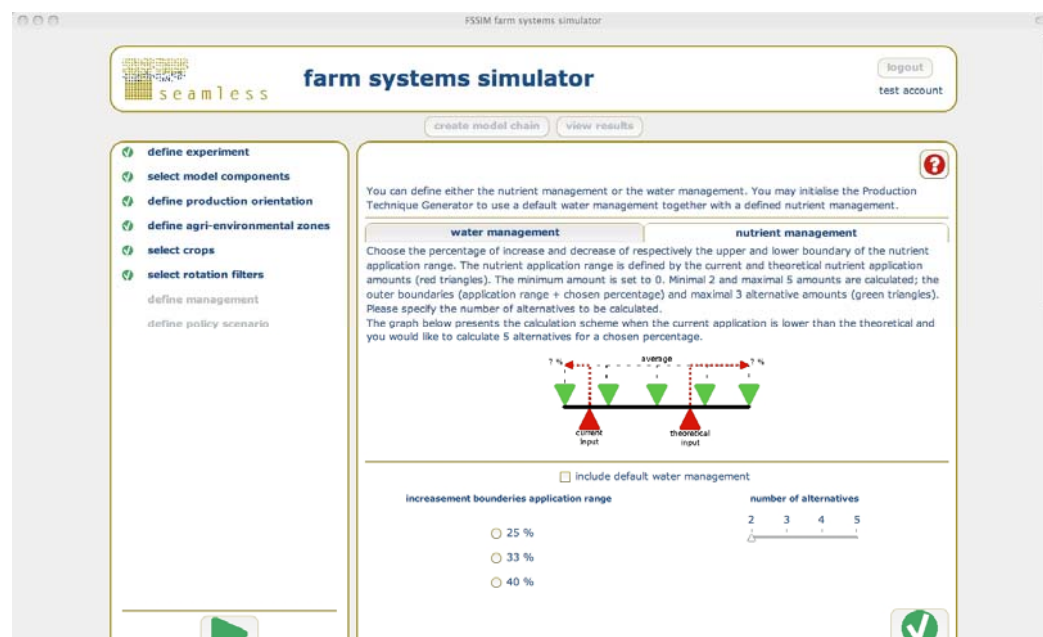 FSSIM farm systems simulator
seamless
farm systems simulator
logout
test account
create model chain
view results
define experiment
select model components
define production orientation
define agri-environmental zones
select crops
select rotation filters
define management
define policy scenario
?
You can define either the nutrient management or the water management. You may initialise the Production
Technique Generator to use a default water management together with a defined nutrient management.
water management
nutrient management
Choose the percentage of increase and decrease of respectively the upper and lower boundary of the nutrient
application range. The nutrient application range is defined by the current and theoretical nutrient application
amounts (red triangles). The minimum amount is set to 0. Minimal 2 and maximal 5 amounts are calculated; the
outer boundaries (application range + chosen percentage) and maximal 3 alternative amounts (green triangles).
Please specify the number of alternatives to be calculated.
The graph below presents the calculation scheme when the current application is lower than the theoretical and
you would like to calculate 5 alternatives for a chosen percentage.
? % average ? %
current theoretical
input input
include default water management
increasement bounderies application range
number of alternatives
2 3 4 5
25 %
33 %
40 %